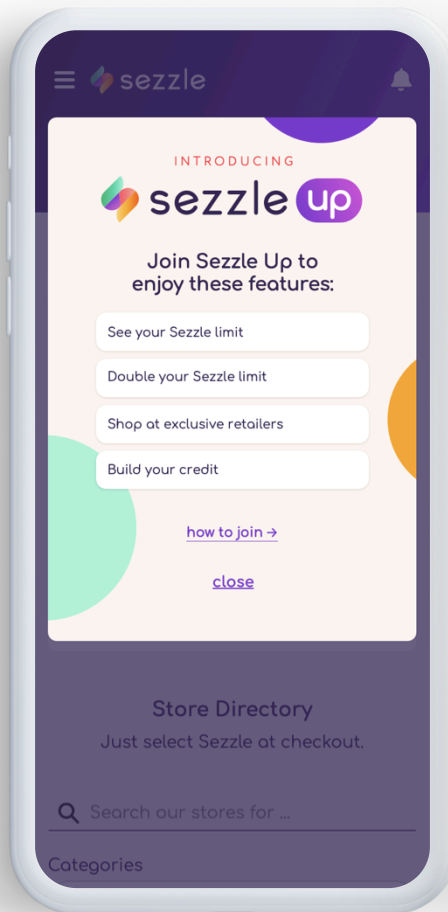 sezzle
INTRODUCING
sezzle up
Join Sezzle Up to
enjoy these features:
See your Sezzle limit
Double your Sezzle limit
Shop at exclusive retailers
Build your credit
how to join →
close
Store Directory
Just select Sezzle at checkout.
Search our stores for ...
Categories